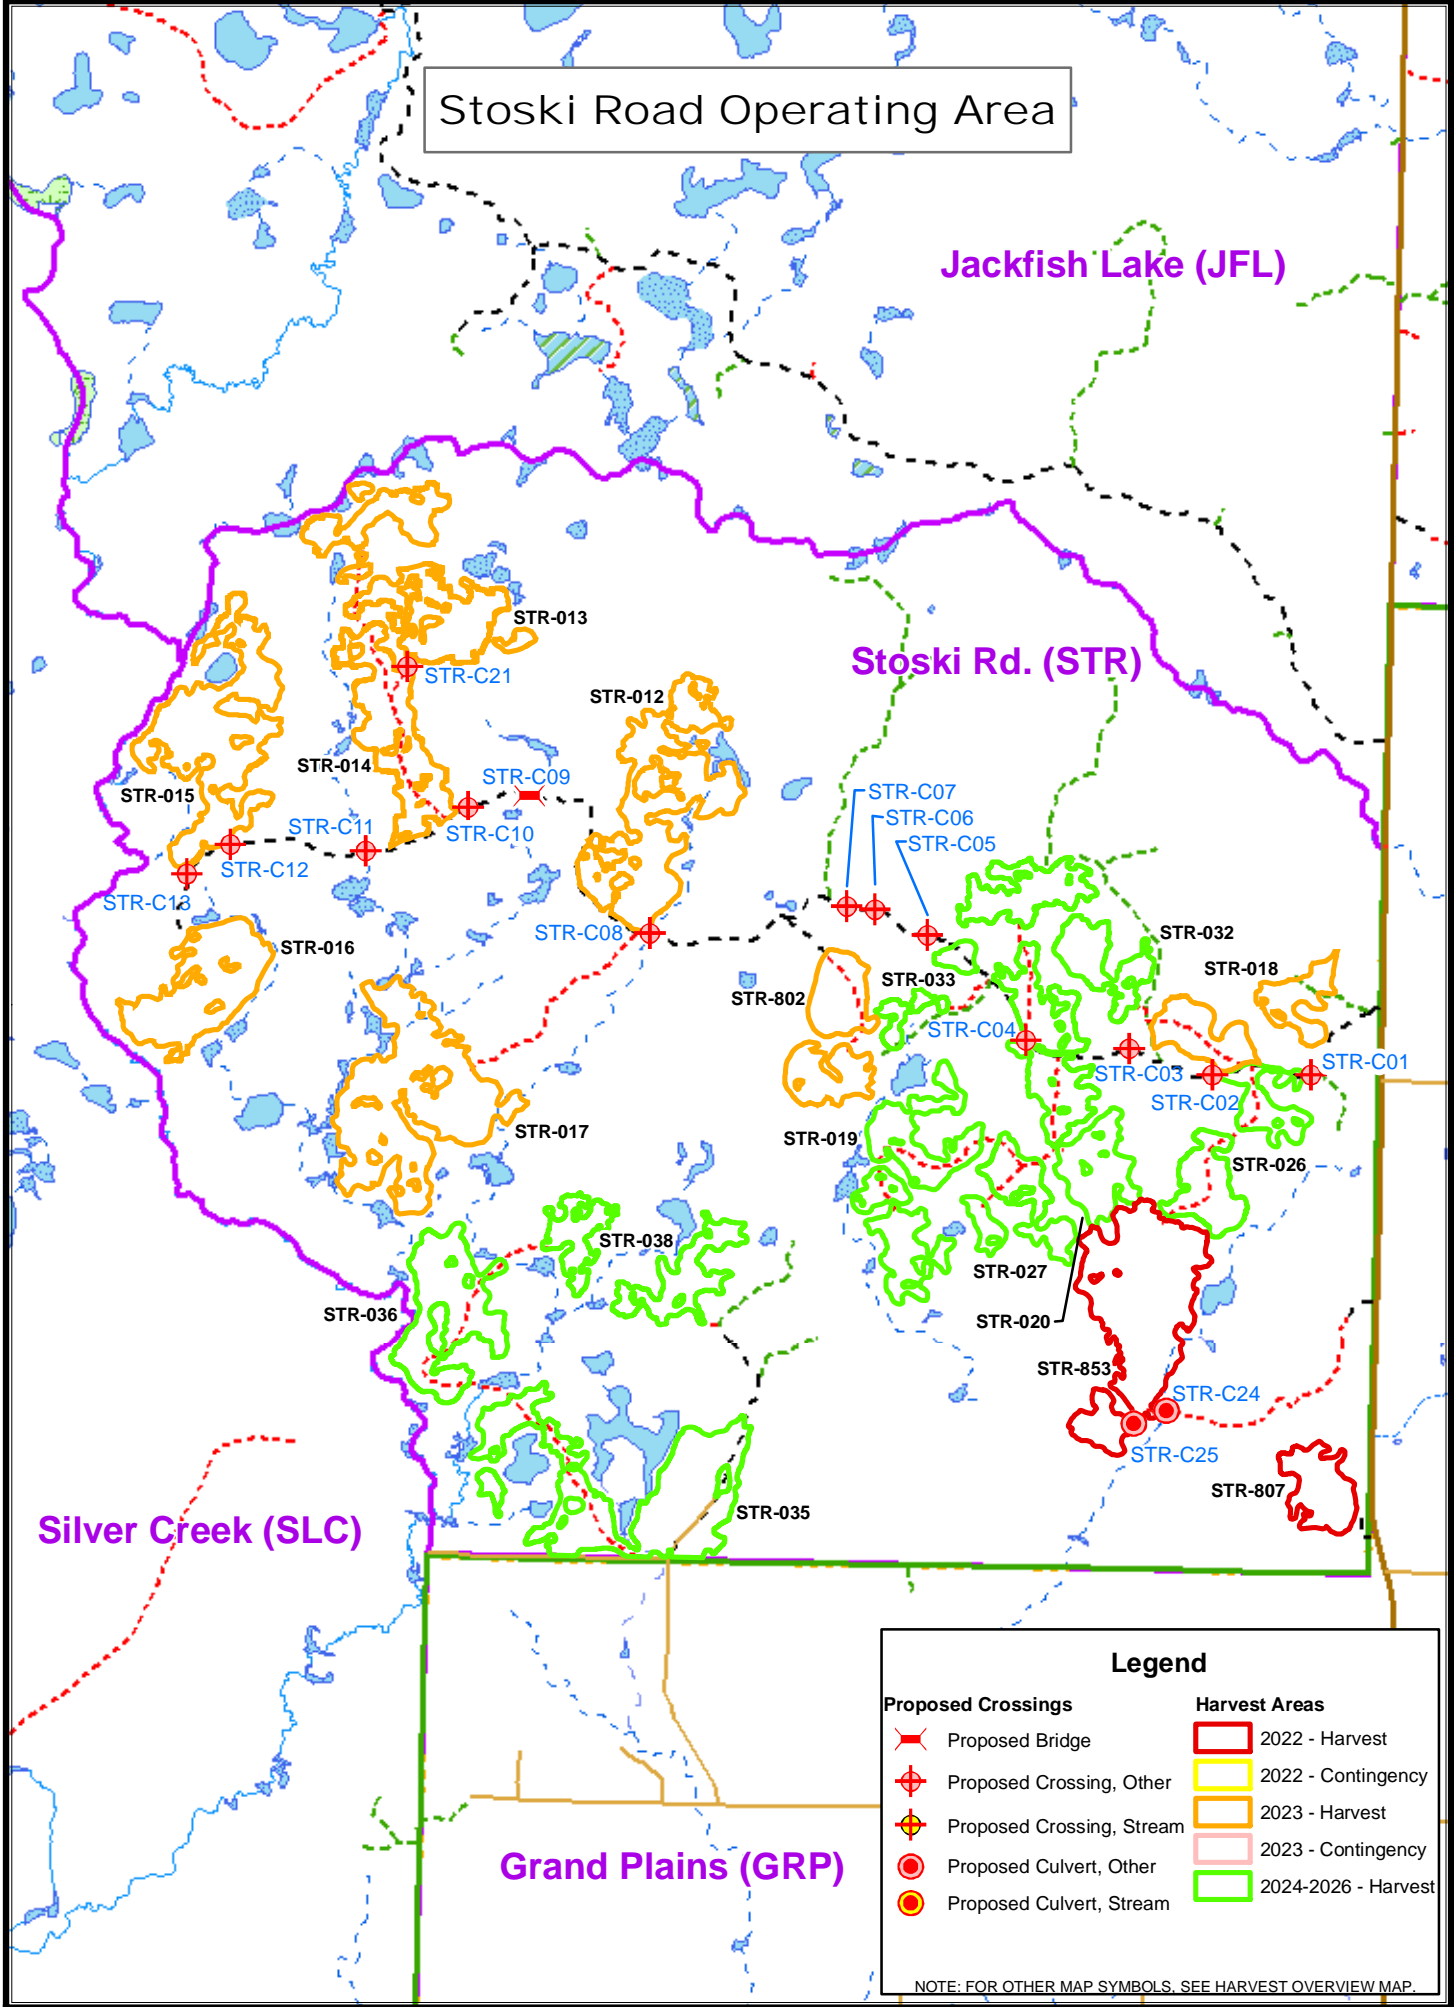 Stoski Road Operating Area
Jackfish Lake (JFL)
STR-013
Stoski Rd. (STR)
STR-C21
STR-012
STR-014
STR-C09
STR-015
STR-C07
STR-C06
STR-C11
STR-C10
STR-C05
STR-C12
STR-C13
STR-C08
STR-032
STR-016
STR-018
STR-033
STR-802
STR-C04
STR-C01
STR-C03
STR-C02
STR-017
STR-019
STR-026
STR-038
STR-027
STR-036
STR-020
STR-853
STR-C24
STR-C25
STR-807
STR-035
Silver Creek (SLC)
Grand Plains (GRP)
Legend
Proposed Crossings
Proposed Bridge
Proposed Crossing, Other
Proposed Crossing, Stream
Proposed Culvert, Other
Proposed Culvert, Stream
Harvest Areas
2022 - Harvest
2022 - Contingency
2023 - Harvest
2023 - Contingency
2024-2026 - Harvest
NOTE: FOR OTHER MAP SYMBOLS, SEE HARVEST OVERVIEW MAP.